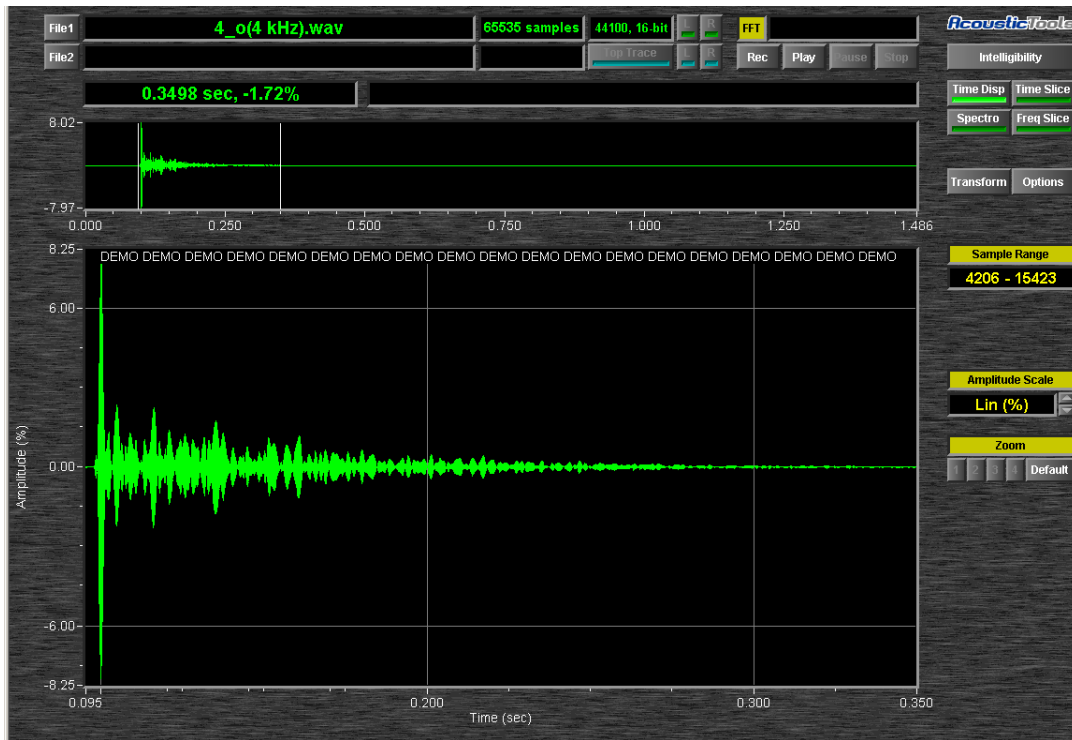 File1 4_o(4 kHz).wav 65535 samples 44100, 16-bit L R FFT AcousticTools
File2 Top Trace L R Rec Play Pause Stop Intelligibility
0.3498 sec, -1.72% Time Disp Time Slice
Spectro Freq Slice
8.02
-7.97
Transform Options
0.000 0.250 0.500 0.750 1.000 1.250 1.486
8.25
DEMO DEMO DEMO DEMO DEMO DEMO DEMO DEMO DEMO DEMO DEMO DEMO DEMO DEMO DEMO DEMO DEMO DEMO DEMO
Sample Range
4206 - 15423
6.00
Amplitude Scale
Lin (%)
Zoom
1 2 3 4 Default
0.00
Amplitude (%)
-6.00
-8.25
0.095 0.200 0.300 0.350
Time (sec)